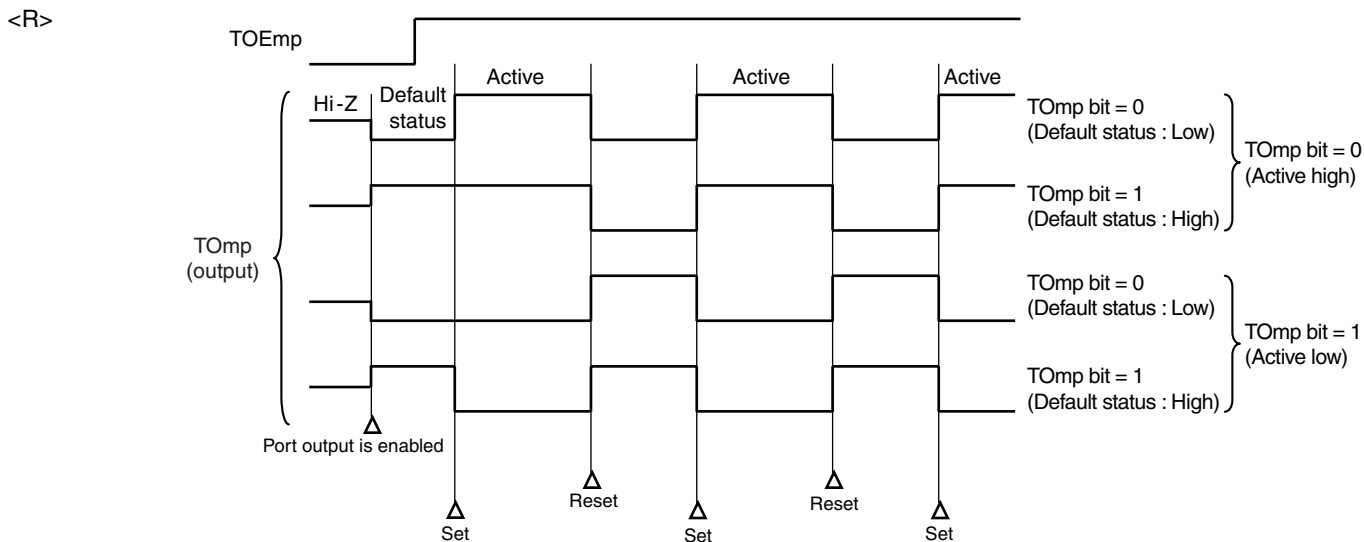 <R>
TOEmp
Active
Active
Active
Hi-Z
Default
status
TOmp bit = 0
(Default status : Low)
TOmp bit = 0
(Active high)
TOmp bit = 1
(Default status : High)
TOmp
(output)
TOmp bit = 0
(Default status : Low)
TOmp bit = 1
(Active low)
TOmp bit = 1
(Default status : High)
Port output is enabled
Reset
Reset
Set
Set
Set